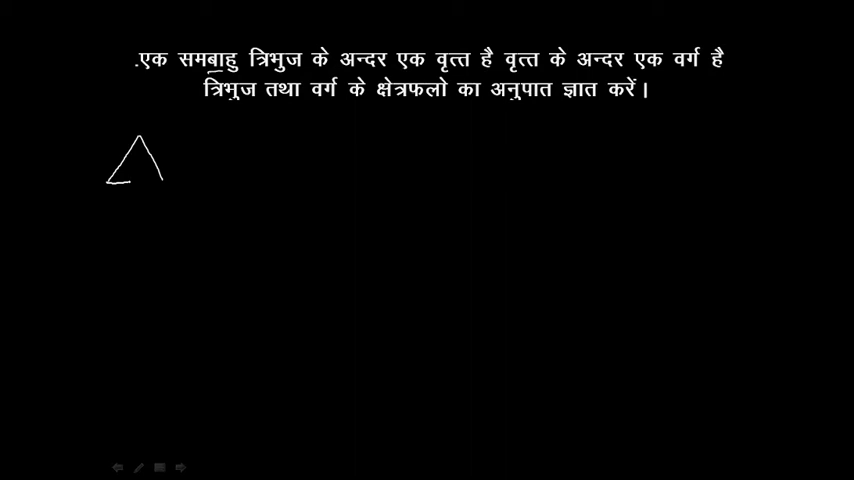 .एक समबाहु त्रिभुज के अन्दर एक वृत्त है वृत्त के अन्दर एक वर्ग है
त्रिभुज तथा वर्ग के क्षेत्रफलो का अनुपात ज्ञात करें।